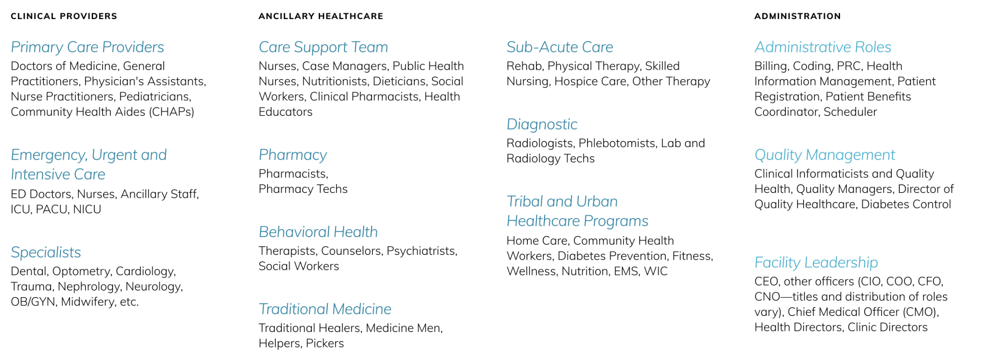 CLINICAL PROVIDERS
Primary Care Providers
Doctors of Medicine, General
Practitioners, Physician's Assistants,
Nurse Practitioners, Pediatricians,
Community Health Aides (CHAPs)
Emergency, Urgent and
Intensive Care
ED Doctors, Nurses, Ancillary Staff,
ICU, PACU, NICU
Specialists
Dental, Optometry, Cardiology,
Trauma, Nephrology, Neurology,
OB/GYN, Midwifery, etc.
ANCILLARY HEALTHCARE
Care Support Team
Nurses, Case Managers, Public Health
Nurses, Nutritionists, Dieticians, Social
Workers, Clinical Pharmacists, Health
Educators
Pharmacy
Pharmacists,
Pharmacy Techs
Behavioral Health
Therapists, Counselors, Psychiatrists,
Social Workers
Traditional Medicine
Traditional Healers, Medicine Men,
Helpers, Pickers
Sub-Acute Care
Rehab, Physical Therapy, Skilled
Nursing, Hospice Care, Other Therapy
Diagnostic
Radiologists, Phlebotomists, Lab and
Radiology Techs
Tribal and Urban
Healthcare Programs
Home Care, Community Health
Workers, Diabetes Prevention, Fitness,
Wellness, Nutrition, EMS, WIC
ADMINISTRATION
Administrative Roles
Billing, Coding, PRC, Health
Information Management, Patient
Registration, Patient Benefits
Coordinator, Scheduler
Quality Management
Clinical Informaticists and Quality
Health, Quality Managers, Director of
Quality Healthcare, Diabetes Control
Facility Leadership
CEO, other officers (CIO, COO, CFO,
CNO—titles and distribution of roles
vary), Chief Medical Officer (CMO),
Health Directors, Clinic Directors